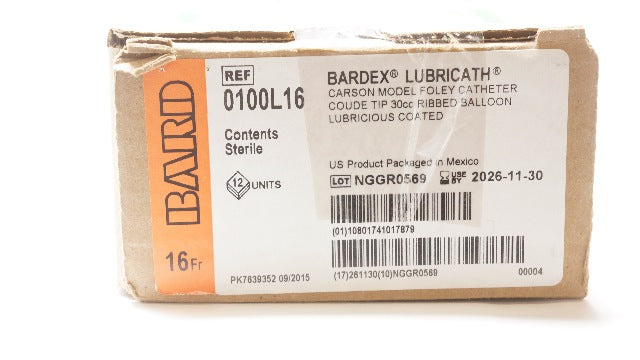 BARD
16 Fr
REF
0100L16
Contents
Sterile
12 UNITS
BARDEX® LUBRICATH®
CARSON MODEL FOLEY CATHETER
COUDE TIP 30cc RIBBED BALLOON
LUBRICIOUS COATED
US Product Packaged in Mexico
LOT NGGR0569 USE BY 2026-11-30
(01)10801741017879
(17)261130(10)NGGR0569
PK7639352 09/2015
00004